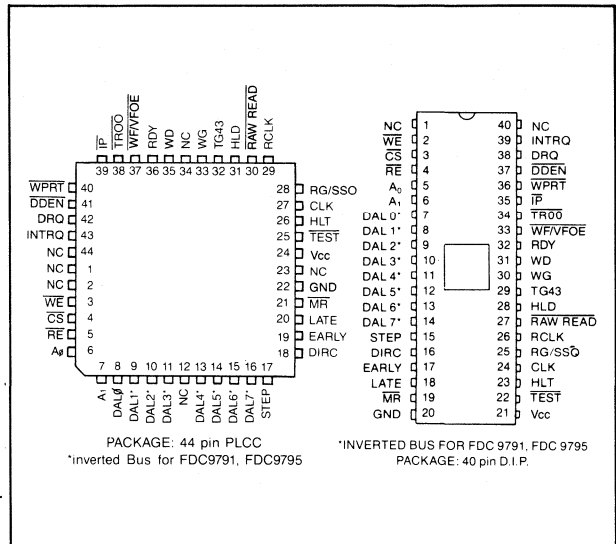 IP TROO WF/VFOE RDY WD NC WG TG43 HLD RAW READ RCLK
39 38 37 36 35 34 33 32 31 30 29
WPRT 40
DDEN 41
DRQ 42
INTRQ 43
NC 44
NC 1
NC 2
WE 3
CS 4
RE 5
AØ 6
28 RG/SSO
27 CLK
26 HLT
25 TEST
24 Vcc
23 NC
22 GND
21 MR
20 LATE
19 EARLY
18 DIRC
7 8 9 10 11 12 13 14 15 16 17
A1 DALØ DAL1* DAL2* DAL3* NC DAL4* DAL5* DAL6* DAL7* STEP
PACKAGE: 44 pin PLCC
*inverted Bus for FDC9791, FDC9795
NC 1 40 NC
WE 2 39 INTRQ
CS 3 38 DRQ
RE 4 37 DDEN
A0 5 36 WPRT
A1 6 35 IP
DAL 0* 7 34 TR00
DAL 1* 8 33 WF/VFOE
DAL 2* 9 32 RDY
DAL 3* 10 31 WD
DAL 4* 11 30 WG
DAL 5* 12 29 TG43
DAL 6* 13 28 HLD
DAL 7* 14 27 RAW READ
STEP 15 26 RCLK
DIRC 16 25 RG/SSO
EARLY 17 24 CLK
LATE 18 23 HLT
MR 19 22 TEST
GND 20 21 Vcc
*INVERTED BUS FOR FDC 9791, FDC 9795
PACKAGE: 40 pin D.I.P.